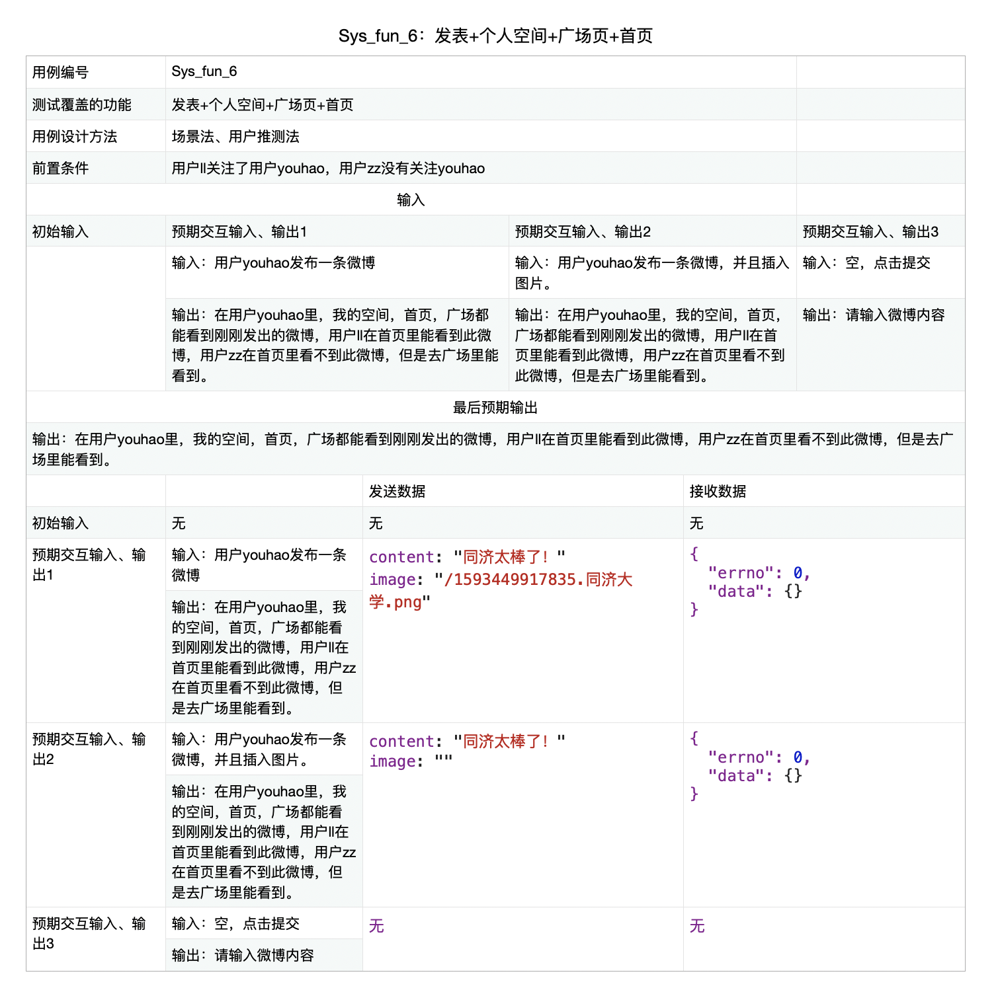 Sys_fun_6：发表+个人空间+广场页+首页
用例编号 Sys_fun_6
测试覆盖的功能 发表+个人空间+广场页+首页
用例设计方法 场景法、用户推测法
前置条件 用户ll关注了用户youhao，用户zz没有关注youhao
输入
初始输入 预期交互输入、输出1 预期交互输入、输出2 预期交互输入、输出3
输入：用户youhao发布一条微博
输入：用户youhao发布一条微博，并且插入
图片。
输入：空，点击提交
输出：在用户youhao里，我的空间，首页，广场都
能看到刚刚发出的微博，用户ll在首页里能看到此微
博，用户zz在首页里看不到此微博，但是去广场里能
看到。
输出：在用户youhao里，我的空间，首页，
广场都能看到刚刚发出的微博，用户ll在首
页里能看到此微博，用户zz在首页里看不到
此微博，但是去广场里能看到。
输出：请输入微博内容
最后预期输出
输出：在用户youhao里，我的空间，首页，广场都能看到刚刚发出的微博，用户ll在首页里能看到此微博，用户zz在首页里看不到此微博，但是去广
场里能看到。
发送数据 接收数据
初始输入 无 无 无
预期交互输入、输
出1
输入：用户youhao发布一条
微博
输出：在用户youhao里，我
的空间，首页，广场都能看
到刚刚发出的微博，用户ll在
首页里能看到此微博，用户zz
在首页里看不到此微博，但
是去广场里能看到。
content: "同济太棒了！"
image: "/1593449917835.同济大
学.png"
{
"errno": 0,
"data": {}
}
预期交互输入、输
出2
输入：用户youhao发布一条
微博，并且插入图片。
输出：在用户youhao里，我
的空间，首页，广场都能看
到刚刚发出的微博，用户ll在
首页里能看到此微博，用户zz
在首页里看不到此微博，但
是去广场里能看到。
content: "同济太棒了！"
image: ""
{
"errno": 0,
"data": {}
}
预期交互输入、输
出3
输入：空，点击提交
输出：请输入微博内容
无
无